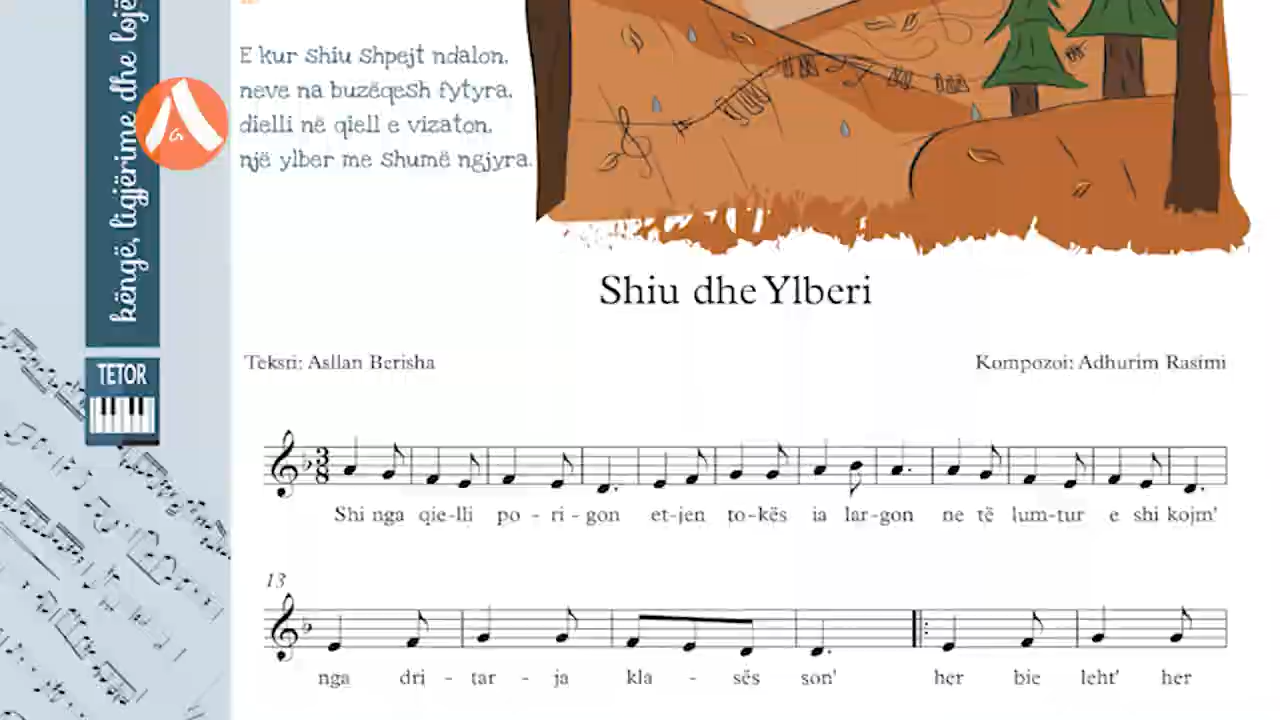 këngë, ligjërime dhe lojë
TETOR
E kur shiu shpejt ndalon,
neve na buzëqesh fytyra,
dielli në qiell e vizaton,
një ylber me shumë ngjyra.
Shiu dhe Ylberi
Teksti: Asllan Berisha
Kompozoi: Adhurim Rasimi
3
8
Shi nga qie-lli po - ri - gon et-jen to-kës ia lar-gon ne të lum-tur e shi kojm'
13
nga dri - tar - ja kla - sës son' her bie leht' her